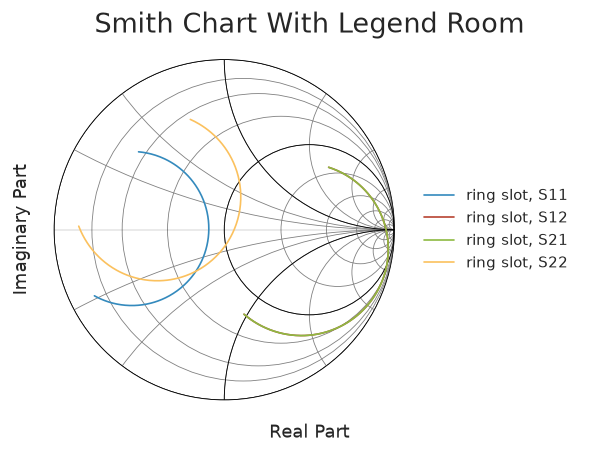 Smith Chart With Legend Room
Imaginary Part
ring slot, S11
ring slot, S12
ring slot, S21
ring slot, S22
Real Part